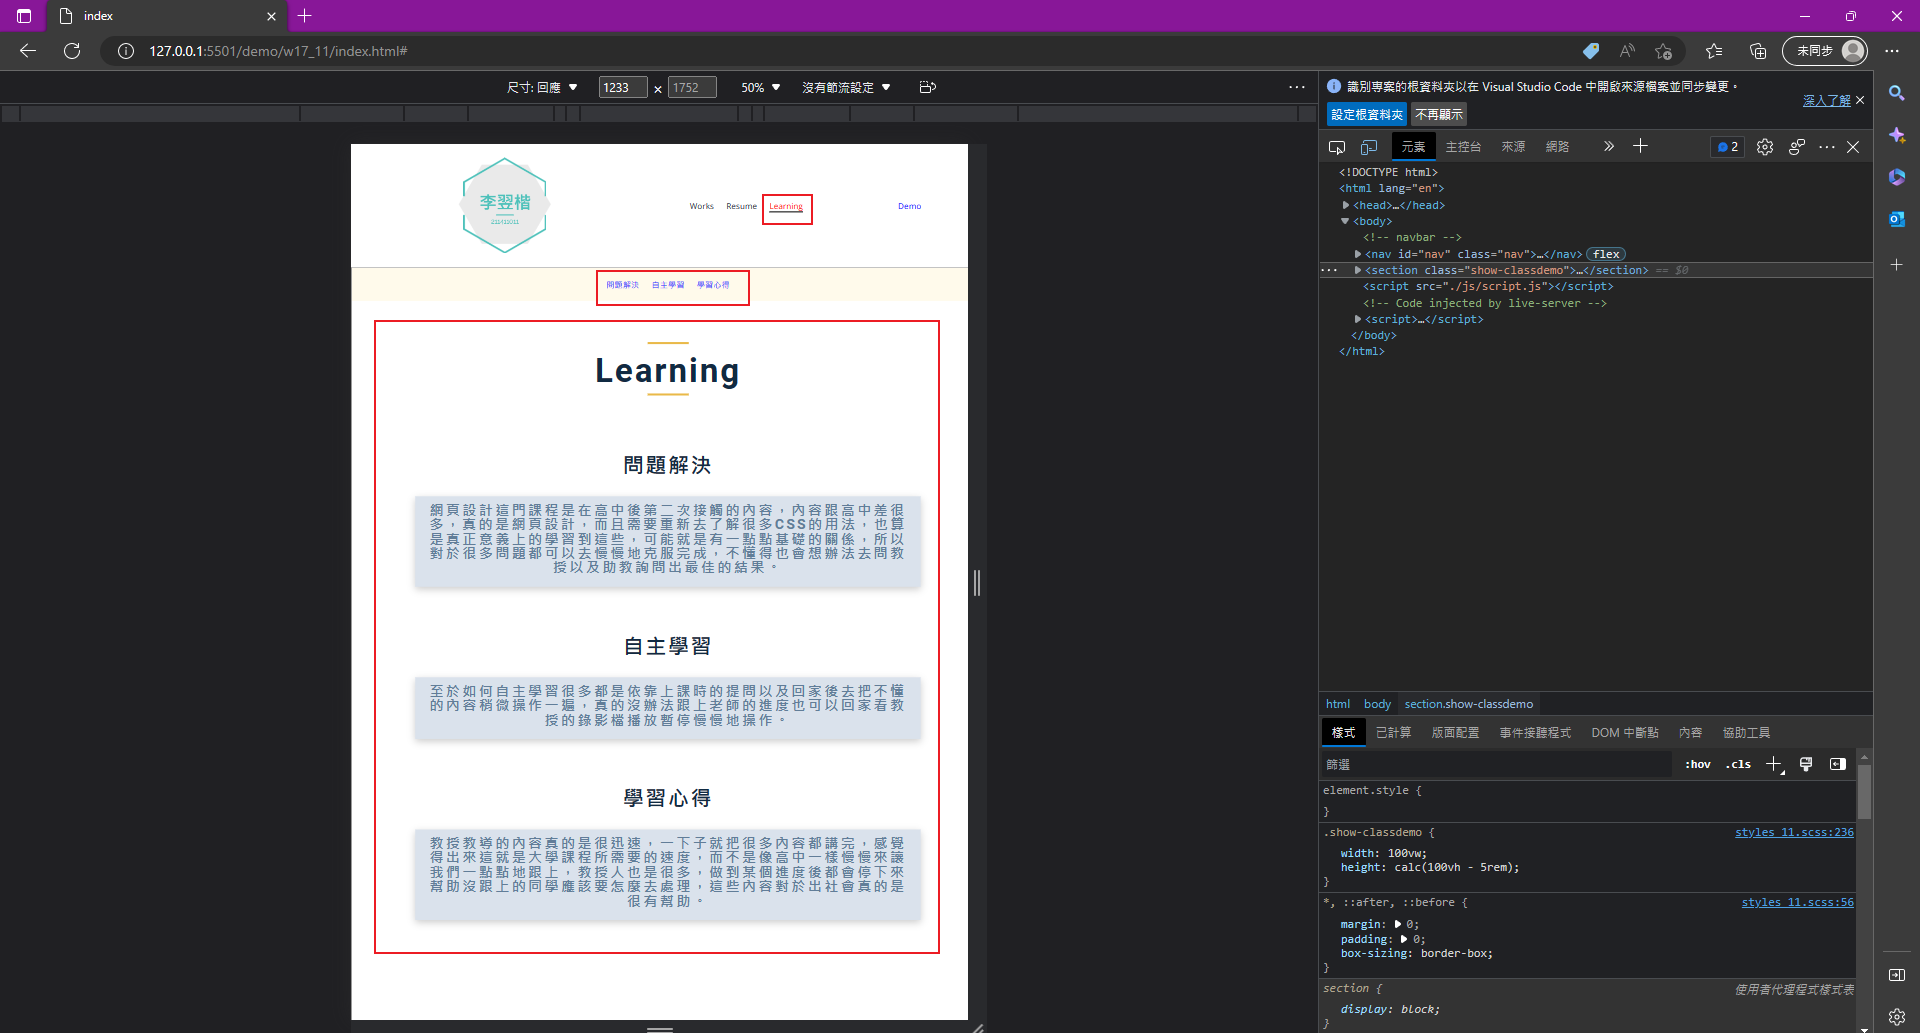 index
127.0.0.1:5501/demo/w17_11/index.html#
未同步
尺寸: 回應 1233 × 1752 50% 沒有節流設定
識別專案的根資料夾以在 Visual Studio Code 中開啟來源檔案並同步變更。
深入了解
設定根資料夾 不再顯示
元素 主控台 來源 網路 2
<!DOCTYPE html>
<html lang="en">
<head>…</head>
<body>
<!-- navbar -->
<nav id="nav" class="nav">…</nav> flex
<section class="show-classdemo">…</section> == $0
<script src="./js/script.js"></script>
<!-- Code injected by live-server -->
<script>…</script>
</body>
</html>
李翌楷
211411011
Works Resume Learning Demo
問題解決 自主學習 學習心得
Learning
問題解決
網頁設計這門課程是在高中後第二次接觸的內容，內容跟高中差很
多，真的是網頁設計，而且需要重新去了解很多CSS的用法，也算
是真正意義上的學習到這些，可能就是有一點點基礎的關係，所以
對於很多問題都可以去慢慢地克服完成，不懂得也會想辦法去問教
授以及助教詢問出最佳的結果。
自主學習
至於如何自主學習很多都是依靠上課時的提問以及回家後去把不懂
的內容稍微操作一遍，真的沒辦法跟上老師的進度也可以回家看教
授的錄影檔播放暫停慢慢地操作。
學習心得
教授教導的內容真的是很迅速，一下子就把很多內容都講完，感覺
得出來這就是大學課程所需要的速度，而不是像高中一樣慢慢來讓
我們一點點地跟上，教授人也是很多，做到某個進度後都會停下來
幫助沒跟上的同學應該要怎麼去處理，這些內容對於出社會真的是
很有幫助。
html body section.show-classdemo
樣式 已計算 版面配置 事件接聽程式 DOM 中斷點 內容 協助工具
篩選 :hov .cls
element.style {
}
.show-classdemo { styles_11.scss:236
width: 100vw;
height: calc(100vh - 5rem);
}
*, ::after, ::before { styles_11.scss:56
margin: 0;
padding: 0;
box-sizing: border-box;
}
section { 使用者代理程式樣式表
display: block;
}